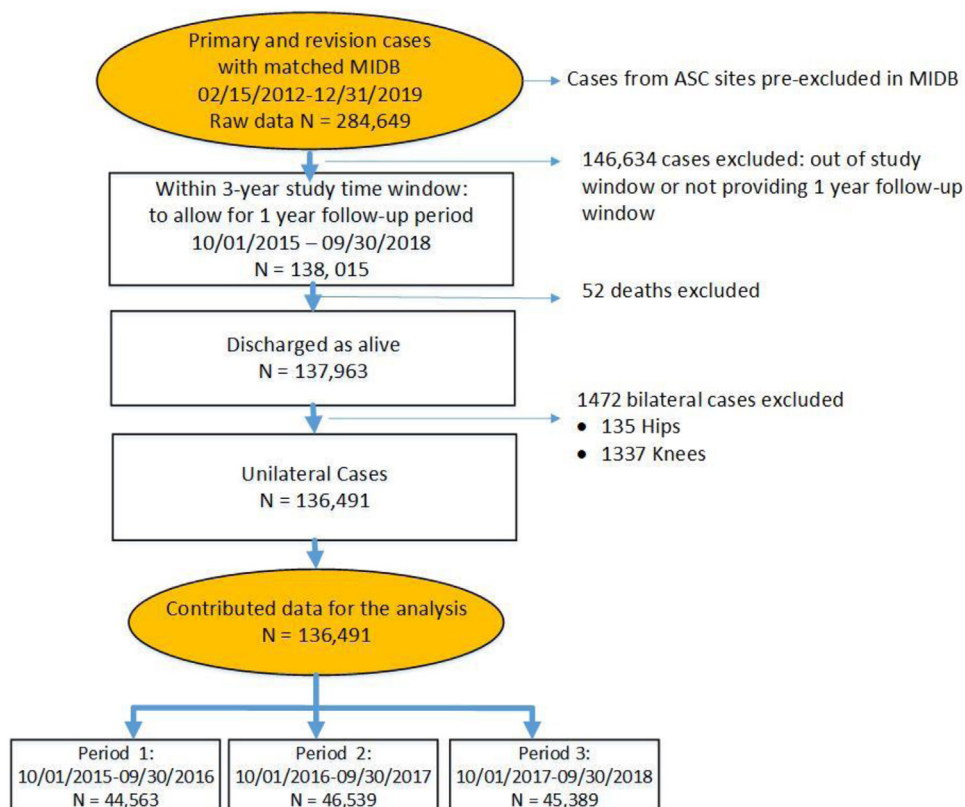 Primary and revision cases
with matched MIDB
02/15/2012-12/31/2019
Raw data N = 284,649
Cases from ASC sites pre-excluded in MIDB
146,634 cases excluded: out of study
window or not providing 1 year follow-up
window
Within 3-year study time window:
to allow for 1 year follow-up period
10/01/2015 – 09/30/2018
N = 138, 015
52 deaths excluded
Discharged as alive
N = 137,963
1472 bilateral cases excluded
• 135 Hips
• 1337 Knees
Unilateral Cases
N = 136,491
Contributed data for the analysis
N = 136,491
Period 1:
10/01/2015-09/30/2016
N = 44,563
Period 2:
10/01/2016-09/30/2017
N = 46,539
Period 3:
10/01/2017-09/30/2018
N = 45,389